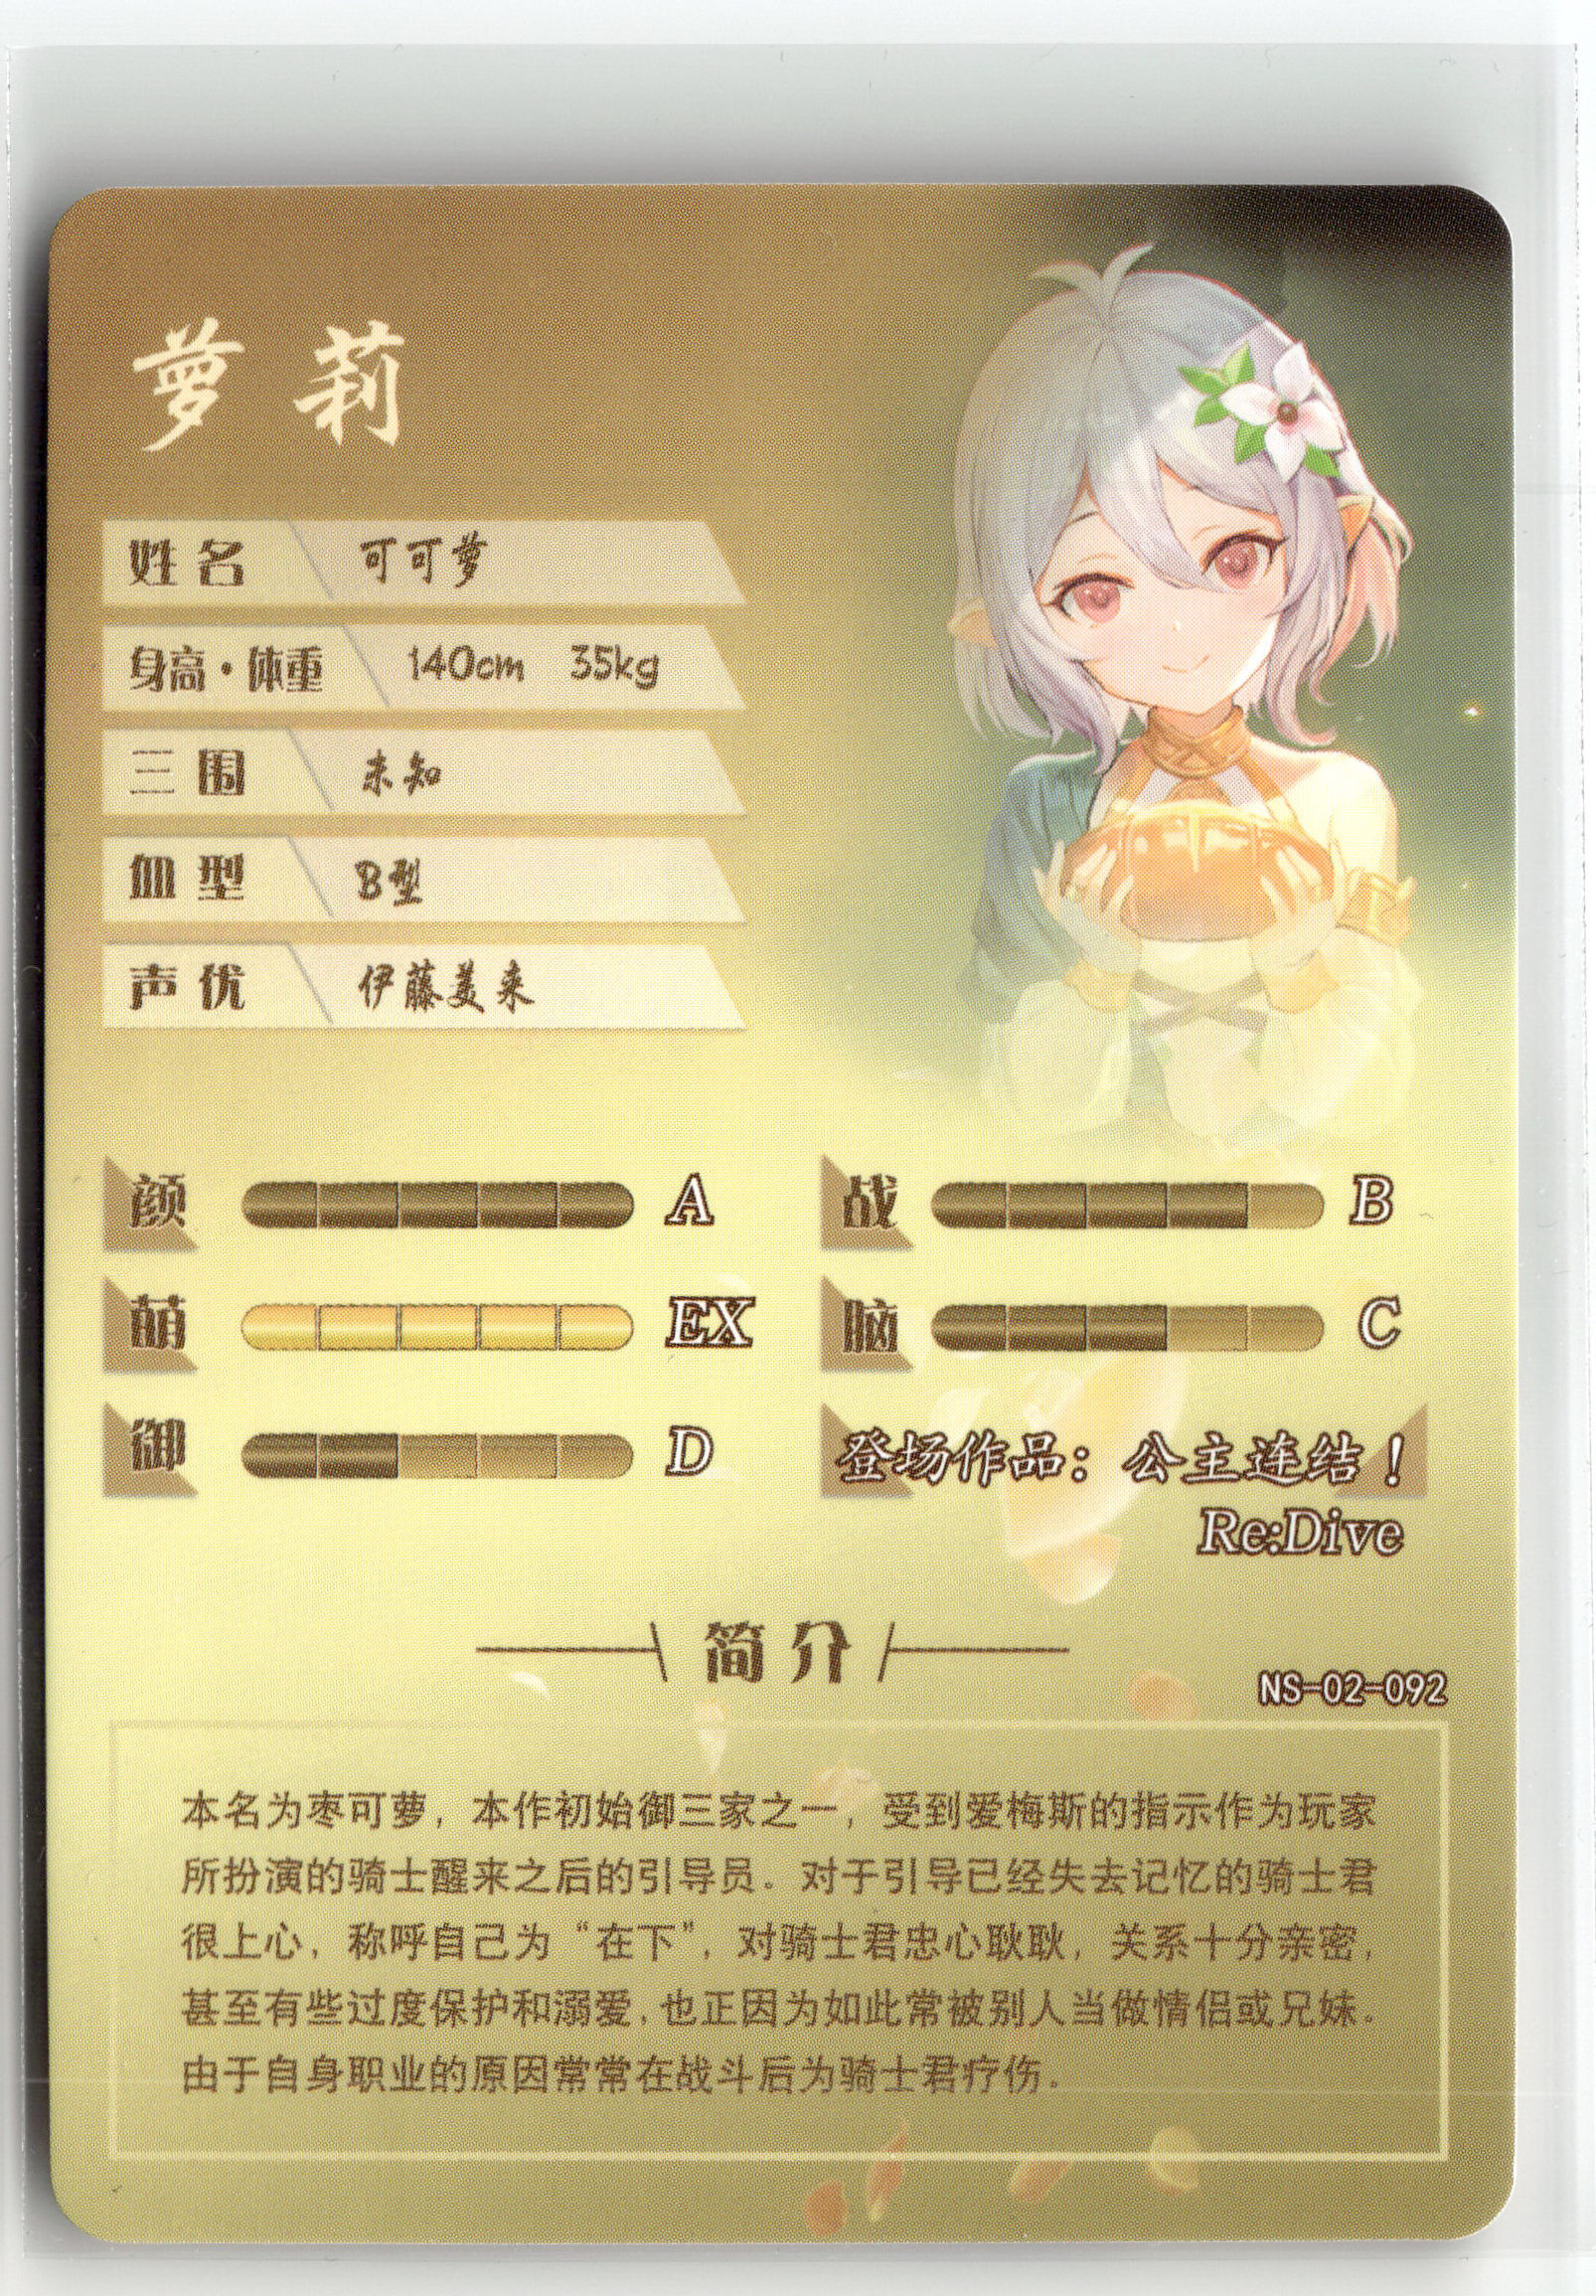 萝莉
姓名 可可萝
身高·体重 140cm 35kg
三围 未知
血型 B型
声优 伊藤美来
颜 A
战 B
萌 EX
脑 C
御 D
登场作品：公主连结！
Re:Dive
简介
NS-02-092
本名为枣可萝，本作初始御三家之一，受到爱梅斯的指示作为玩家
所扮演的骑士醒来之后的引导员。对于引导已经失去记忆的骑士君
很上心，称呼自己为“在下”，对骑士君忠心耿耿，关系十分亲密，
甚至有些过度保护和溺爱，也正因为如此常被别人当做情侣或兄妹。
由于自身职业的原因常常在战斗后为骑士君疗伤。